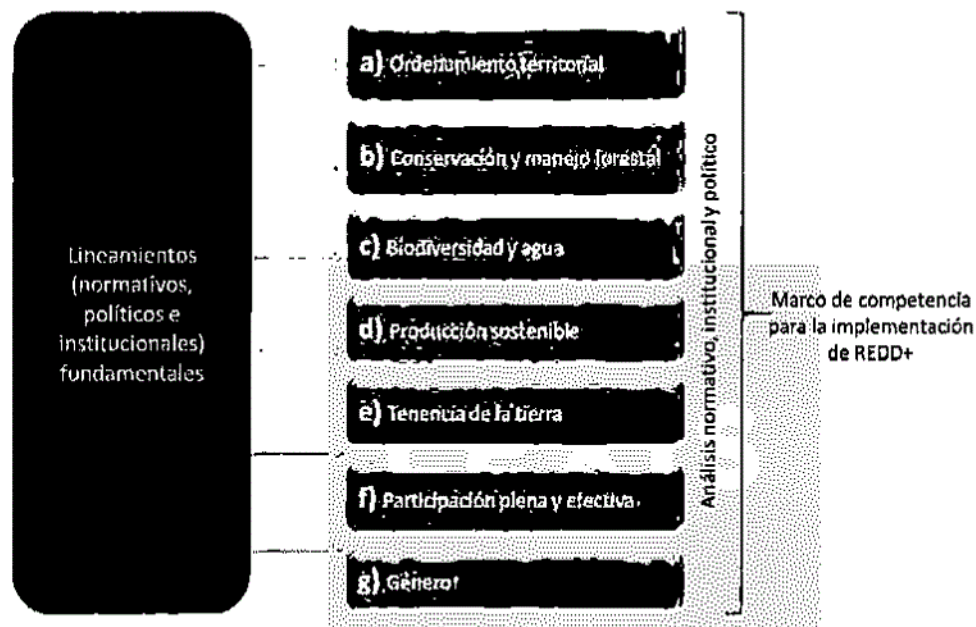 Lineamientos
(normativos,
políticos e
institucionales)
fundamentales
a) Ordenamiento territorial
b) Conservación y manejo forestal
c) Biodiversidad y agua
d) Producción sostenible
e) Tenencia de la tierra
f) Participación plena y efectiva
g) Género
Análisis normativo, institucional y político
Marco de competencia
para la implementación
de REDD+